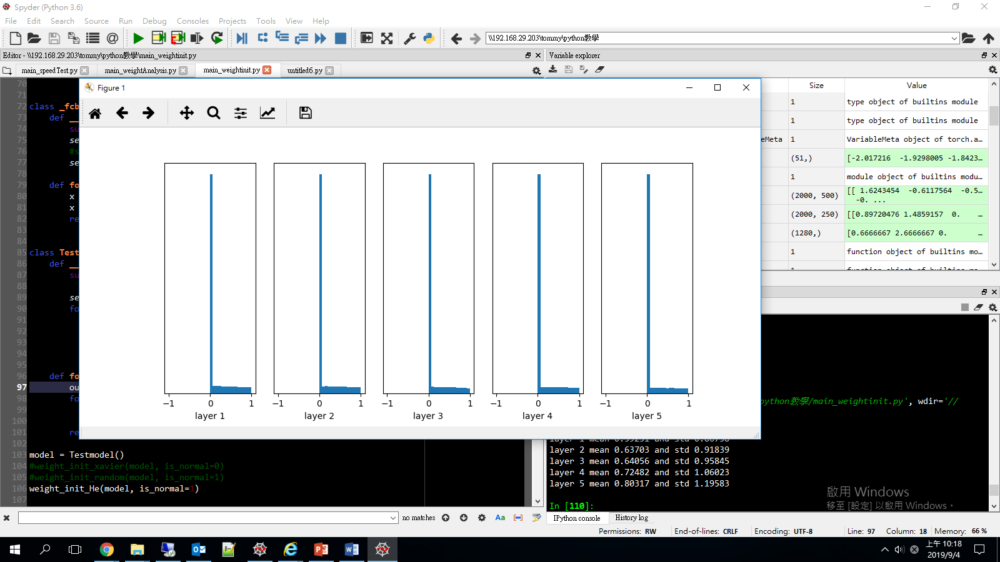 Spyder (Python 3.6)
File Edit Search Source Run Debug Consoles Projects Tools View Help
\\192.168.29.203\tommy\python教學
Editor - \\192.168.29.203\tommy\python教學\main_weightinit.py
Variable explorer
main_speedTest.py main_weightAnalysis.py main_weightinit.py untitled6.py
Figure 1
Size Value
1 type object of builtins module
1 type object of builtins module
eMeta 1 VariableMeta object of torch.a…
(51,) [-2.017216 -1.9298005 -1.8423…
1 module object of builtins modu…
(2000, 500) [[ 1.6243454 -0.6117564 -0.5…
-0. ...
(2000, 250) [[0.89720476 1.4859157 0. …
(1280,) [0.6666667 2.6666667 0. …
1 function object of builtins mo…
70
71
72 class _fcb
73 def __
74 su
75 se
76 #s
77 se
78
79 def fo
80 x
81 x
82 re
83
84
85 class Test
86 def __
87 su
88
89 se
90 fo
91
92
93
94
95
96 def fo
97 ou
98 fo
99
100
101 re
102
103 model = Testmodel()
104 #weight_init_xavier(model, is_normal=0)
105 #weight_init_random(model, is_normal=1)
106 weight_init_He(model, is_normal=1)
107
−1 0 1 −1 0 1 −1 0 1 −1 0 1 −1 0 1
layer 1 layer 2 layer 3 layer 4 layer 5
python教學/main_weightinit.py', wdir='//
layer 2 mean 0.63703 and std 0.91839
layer 3 mean 0.64056 and std 0.95845
layer 4 mean 0.72482 and std 1.06023
layer 5 mean 0.80317 and std 1.19583
In [110]:
啟用 Windows
移至 [設定] 以啟用 Windows。
no matches Aa
IPython console History log
Permissions: RW End-of-lines: CRLF Encoding: UTF-8 Line: 97 Column: 18 Memory: 66 %
上午 10:18
2019/9/4